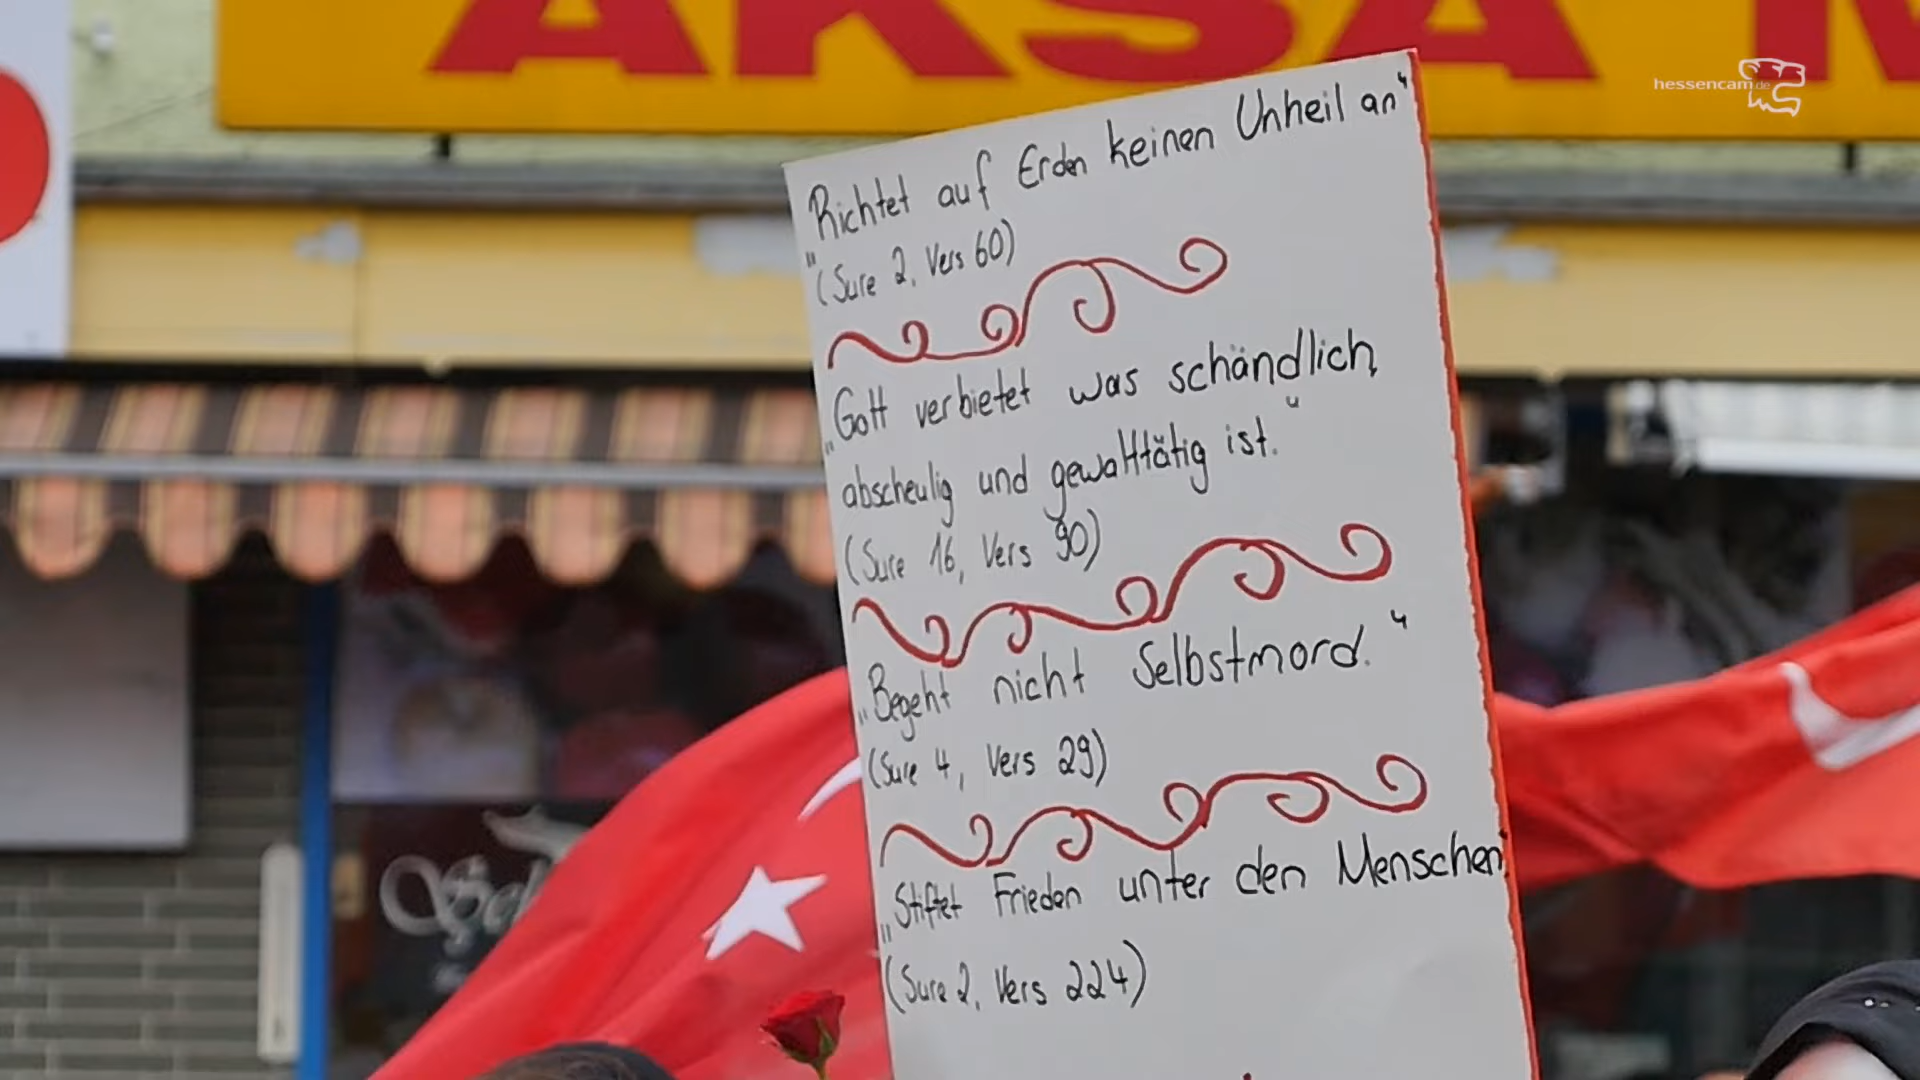 AKSA M
hessencam.de
"Richtet auf Erden keinen Unheil an"
(Sure 2, Vers 60)
„Gott verbietet was schändlich,
abscheulig und gewalttätig ist."
(Sure 16, Vers 90)
„Begeht nicht Selbstmord."
(Sure 4, Vers 29)
„Stiftet Frieden unter den Menschen"
(Sure 2, Vers 224)